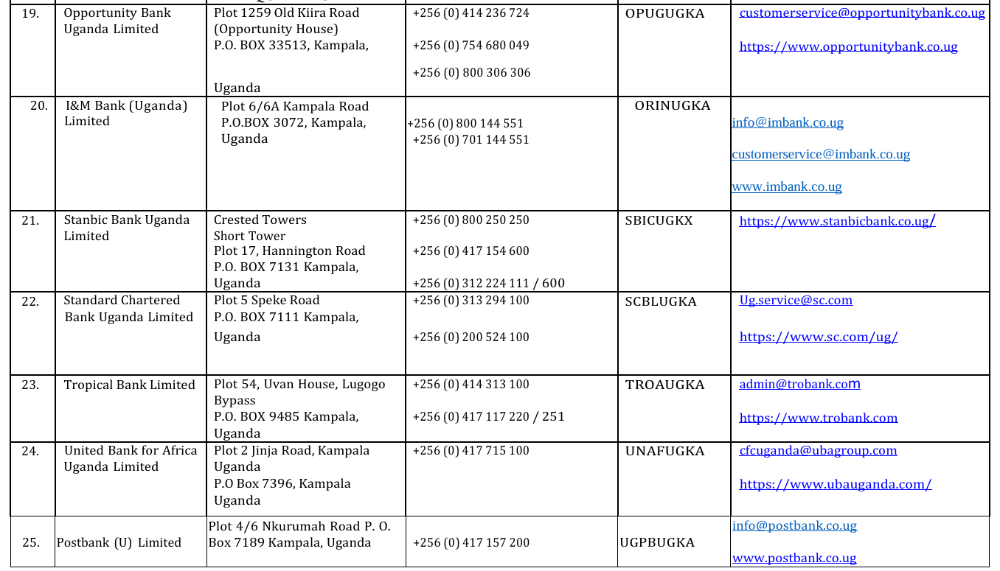 19.
Opportunity Bank
Uganda Limited
Plot 1259 Old Kiira Road
(Opportunity House)
P.O. BOX 33513, Kampala,
Uganda
+256 (0) 414 236 724
+256 (0) 754 680 049
+256 (0) 800 306 306
OPUGUGKA
customerservice@opportunitybank.co.ug
https://www.opportunitybank.co.ug
20.
I&M Bank (Uganda)
Limited
Plot 6/6A Kampala Road
P.O.BOX 3072, Kampala,
Uganda
+256 (0) 800 144 551
+256 (0) 701 144 551
ORINUGKA
info@imbank.co.ug
customerservice@imbank.co.ug
www.imbank.co.ug
21.
Stanbic Bank Uganda
Limited
Crested Towers
Short Tower
Plot 17, Hannington Road
P.O. BOX 7131 Kampala,
Uganda
+256 (0) 800 250 250
+256 (0) 417 154 600
+256 (0) 312 224 111 / 600
SBICUGKX
https://www.stanbicbank.co.ug/
22.
Standard Chartered
Bank Uganda Limited
Plot 5 Speke Road
P.O. BOX 7111 Kampala,
Uganda
+256 (0) 313 294 100
+256 (0) 200 524 100
SCBLUGKA
Ug.service@sc.com
https://www.sc.com/ug/
23.
Tropical Bank Limited
Plot 54, Uvan House, Lugogo
Bypass
P.O. BOX 9485 Kampala,
Uganda
+256 (0) 414 313 100
+256 (0) 417 117 220 / 251
TROAUGKA
admin@trobank.com
https://www.trobank.com
24.
United Bank for Africa
Uganda Limited
Plot 2 Jinja Road, Kampala
Uganda
P.O Box 7396, Kampala
Uganda
+256 (0) 417 715 100
UNAFUGKA
cfcuganda@ubagroup.com
https://www.ubauganda.com/
25.
Postbank (U) Limited
Plot 4/6 Nkurumah Road P. O.
Box 7189 Kampala, Uganda
+256 (0) 417 157 200
UGPBUGKA
info@postbank.co.ug
www.postbank.co.ug